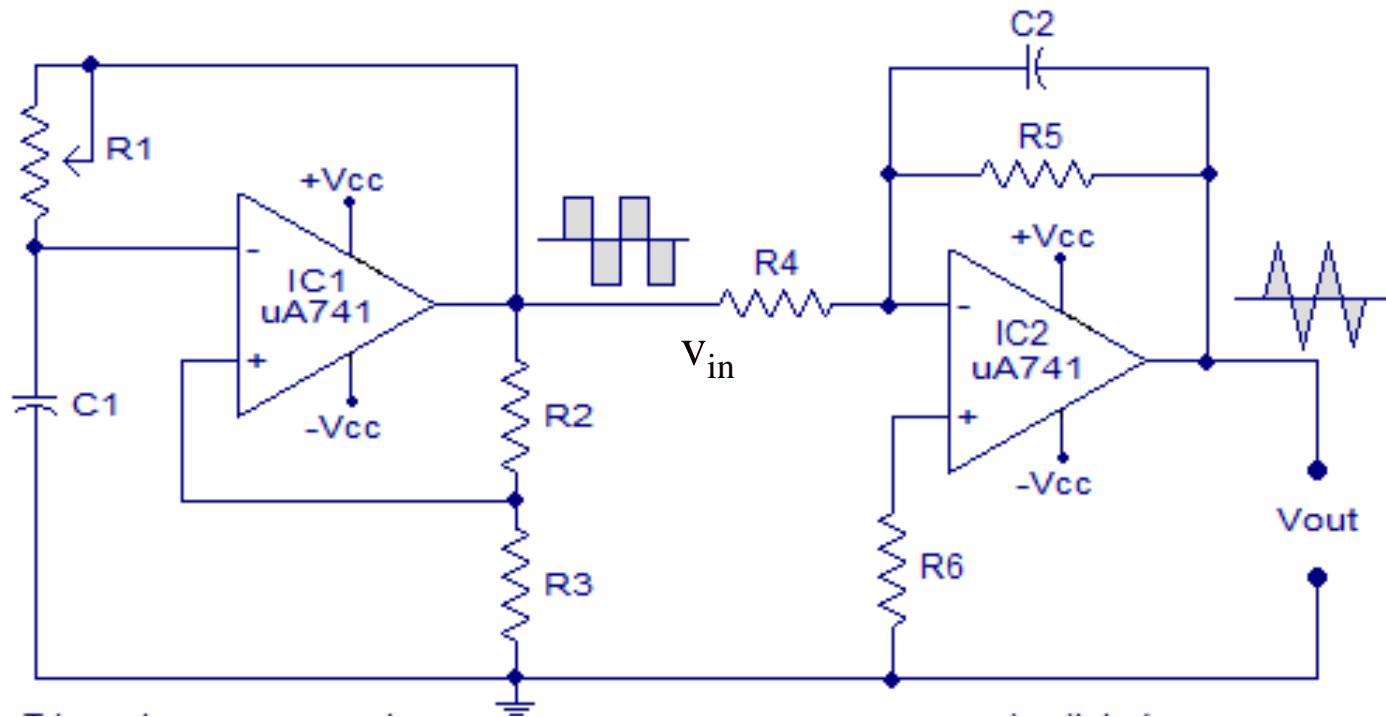 C2
R5
R1
+Vcc
-
IC1
uA741
+
-Vcc
C1
R2
R3
R4
vin
+Vcc
-
IC2
uA741
+
-Vcc
R6
Vout